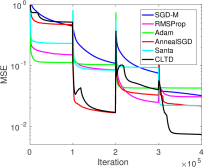 10⁰
10⁻¹
10⁻²
MSE
SGD-M
RMSProp
Adam
AnnealSGD
Santa
CLTD
0 1 2 3 4
× 10⁵
Iteration